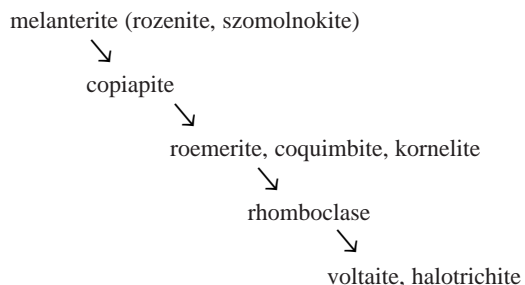 melanterite (rozenite, szomolnokite)
copiapite
roemerite, coquimbite, kornelite
rhomboclase
voltaite, halotrichite